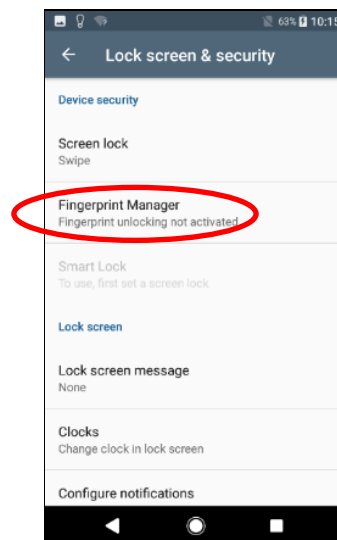 63% 10:15
Lock screen & security
Device security
Screen lock
Swipe
Fingerprint Manager
Fingerprint unlocking not activated
Smart Lock
To use, first set a screen lock
Lock screen
Lock screen message
None
Clocks
Change clock in lock screen
Configure notifications